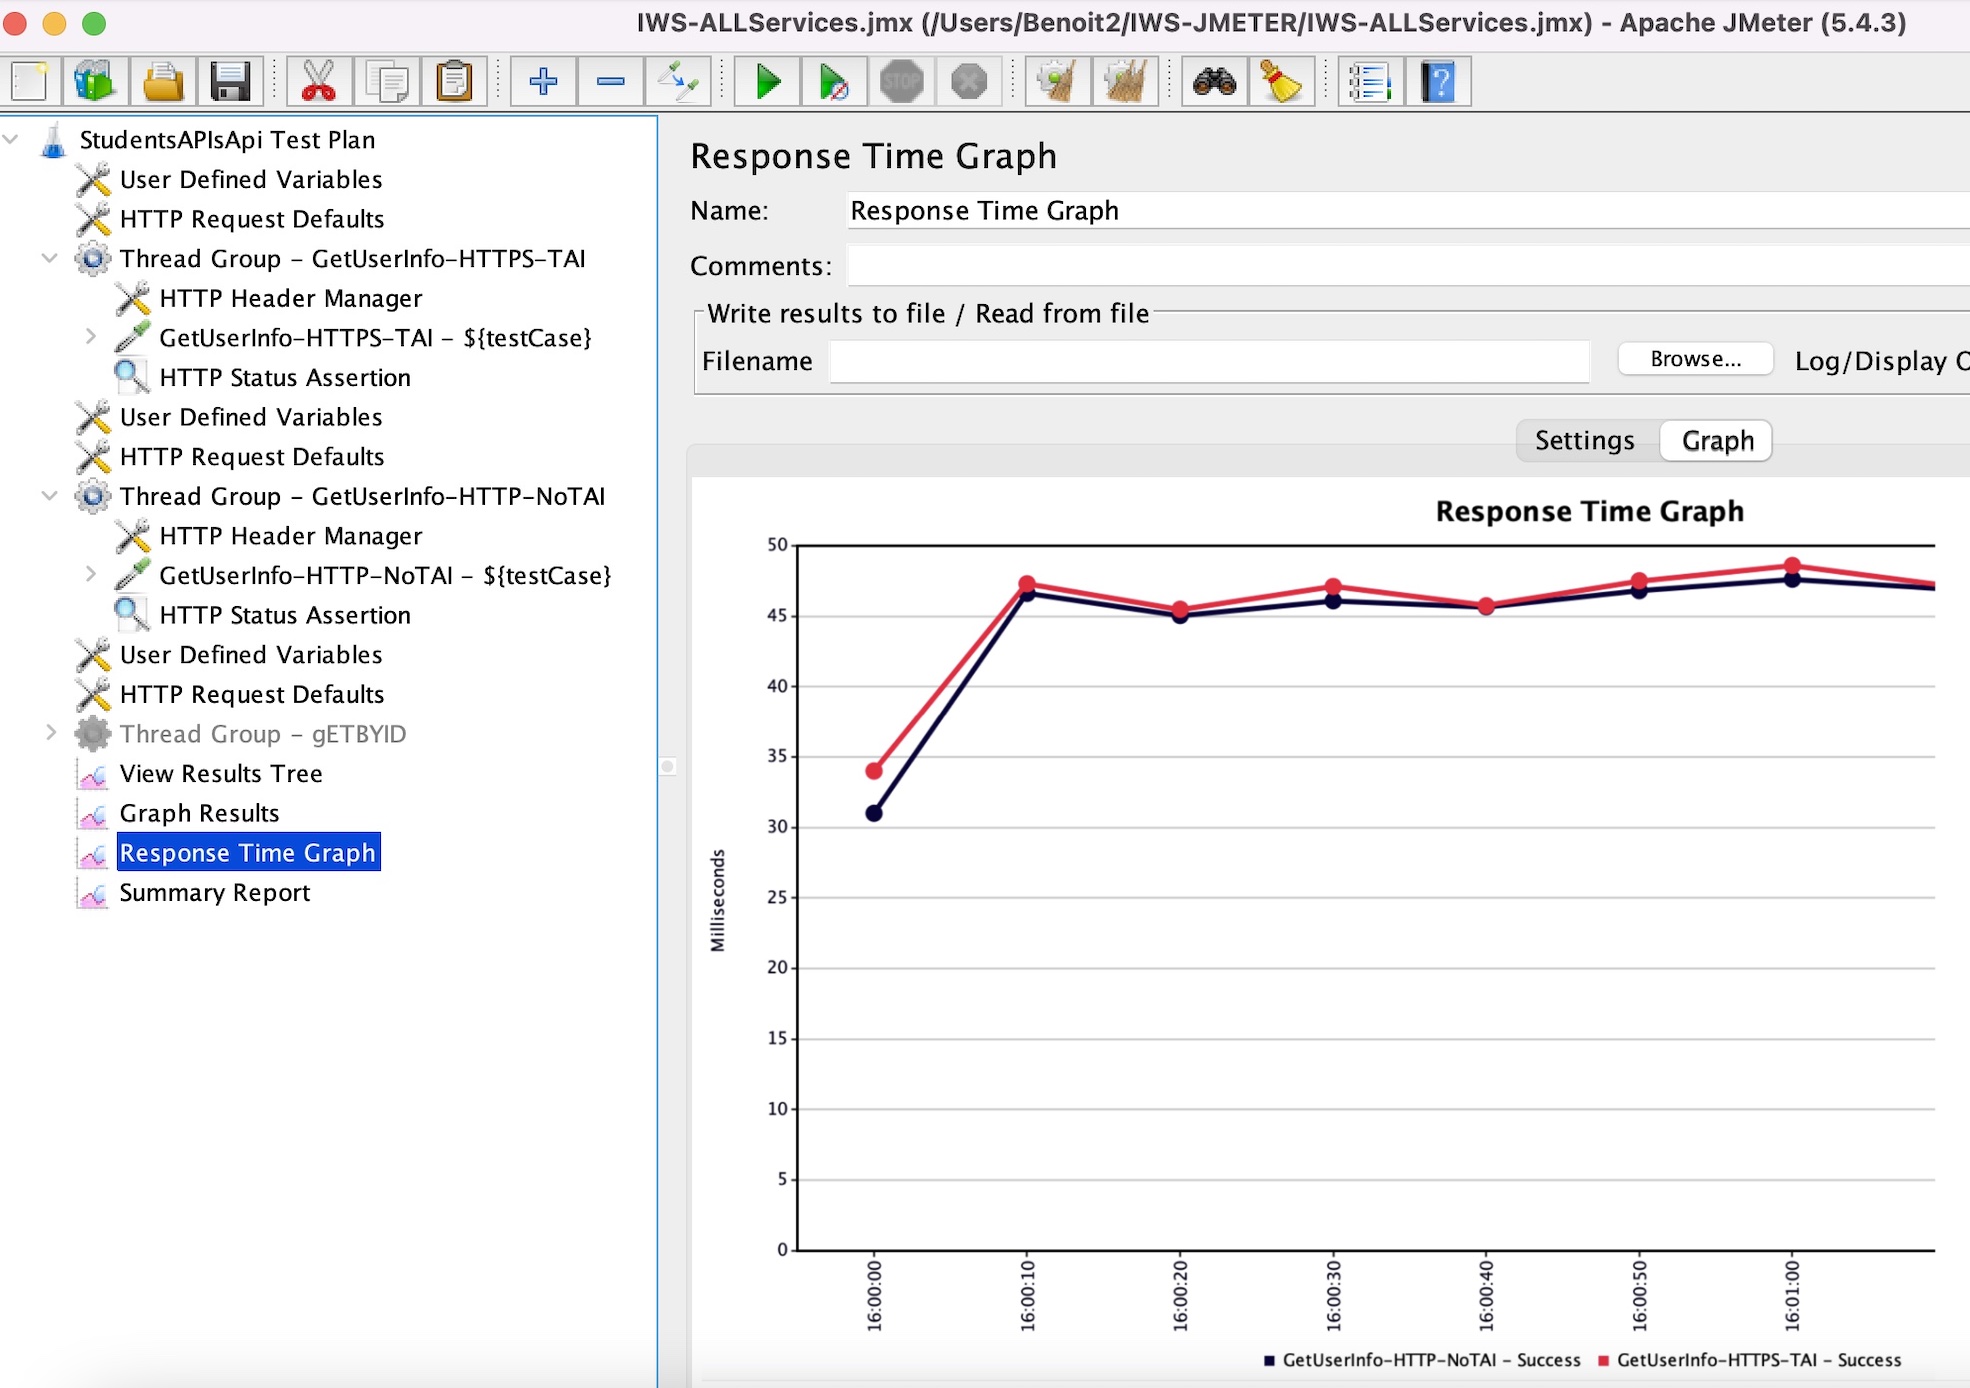 IWS-ALLServices.jmx (/Users/Benoit2/IWS-JMETER/IWS-ALLServices.jmx) - Apache JMeter (5.4.3)
STOP
?
StudentsAPIsApi Test Plan
User Defined Variables
HTTP Request Defaults
Thread Group - GetUserInfo-HTTPS-TAI
HTTP Header Manager
GetUserInfo-HTTPS-TAI - ${testCase}
HTTP Status Assertion
User Defined Variables
HTTP Request Defaults
Thread Group - GetUserInfo-HTTP-NoTAI
HTTP Header Manager
GetUserInfo-HTTP-NoTAI - ${testCase}
HTTP Status Assertion
User Defined Variables
HTTP Request Defaults
Thread Group - gETBYID
View Results Tree
Graph Results
Response Time Graph
Summary Report
Response Time Graph
Name: Response Time Graph
Comments:
Write results to file / Read from file
Filename Browse... Log/Display
Settings Graph
Response Time Graph
50
45
40
35
30
25
20
15
10
5
0
Milliseconds
16:00:00 16:00:10 16:00:20 16:00:30 16:00:40 16:00:50 16:01:00
GetUserInfo-HTTP-NoTAI - Success GetUserInfo-HTTPS-TAI - Success